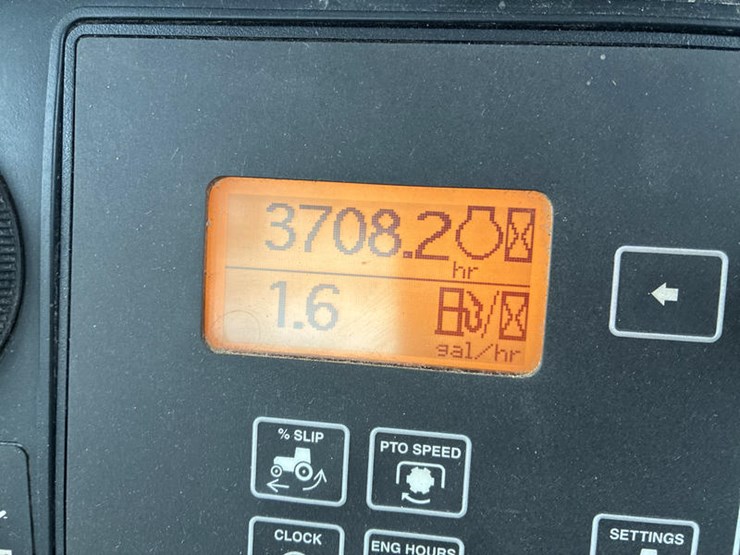 3708.2
hr
1.6
gal/hr
% SLIP
PTO SPEED
CLOCK
ENG HOURS
SETTINGS